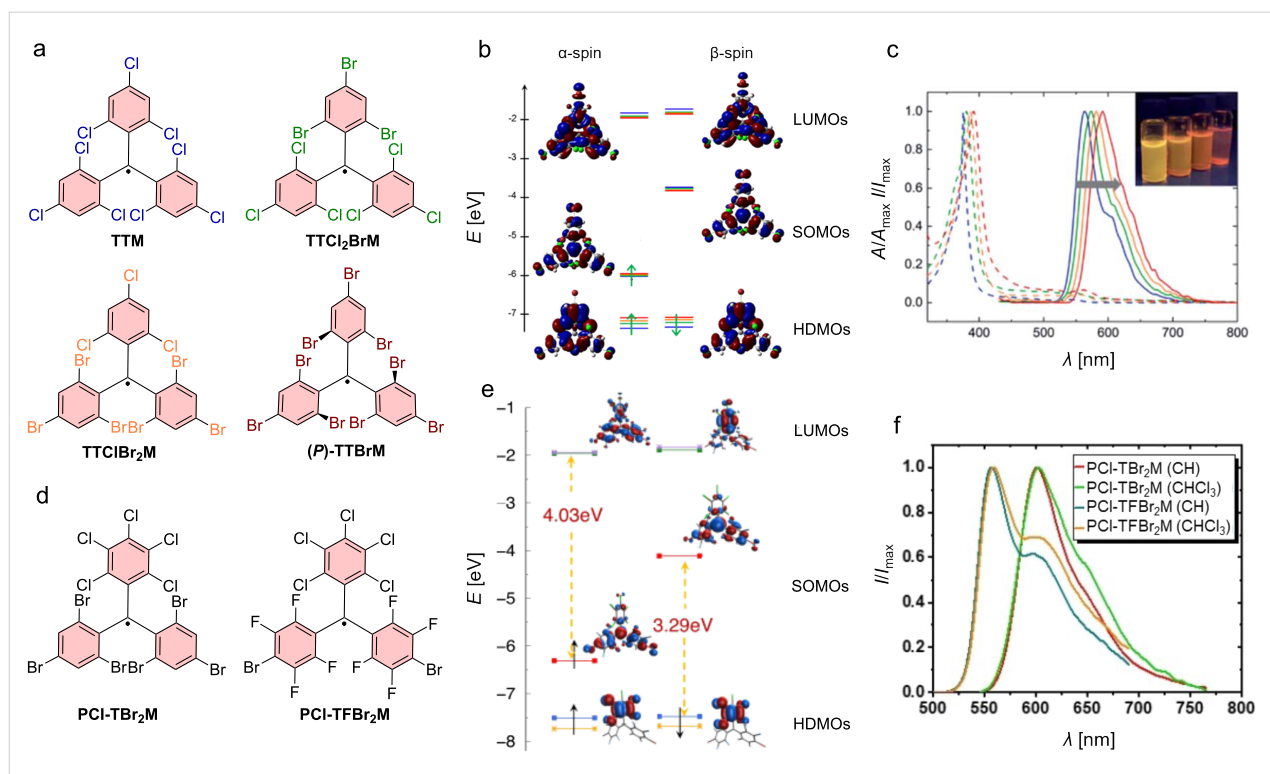 a
Cl
Cl
Cl
Cl
Cl
Cl
Cl
Cl
Cl
TTM
Br
Br
Br
Cl
Cl
Cl
Cl
Cl
Cl
TTCl₂BrM
Cl
Cl
Cl
Br
Br
Br
Br
Br
Br
TTClBr₂M
Br
Br
Br
Br
Br
Br
Br
Br
Br
(P)-TTBrM
b
α-spin
β-spin
E [eV]
-2
-3
-4
-5
-6
-7
LUMOs
SOMOs
HDMOs
c
A/Amax I/Imax
1.0
0.8
0.6
0.4
0.2
0.0
400
500
600
700
800
λ [nm]
d
Cl
Cl
Cl
Cl
Cl
Br
Br
Br
Br
Br
Br
PCl-TBr₂M
Cl
Cl
Cl
Cl
Cl
F
F
F
F
F
F
F
F
Br
Br
PCl-TFBr₂M
e
E [eV]
−1
−2
−3
−4
−5
−6
−7
−8
4.03eV
3.29eV
LUMOs
SOMOs
HDMOs
f
I/Imax
1.0
0.8
0.6
0.4
0.2
0.0
PCl-TBr₂M (CH)
PCl-TBr₂M (CHCl₃)
PCl-TFBr₂M (CH)
PCl-TFBr₂M (CHCl₃)
500
550
600
650
700
750
800
λ [nm]